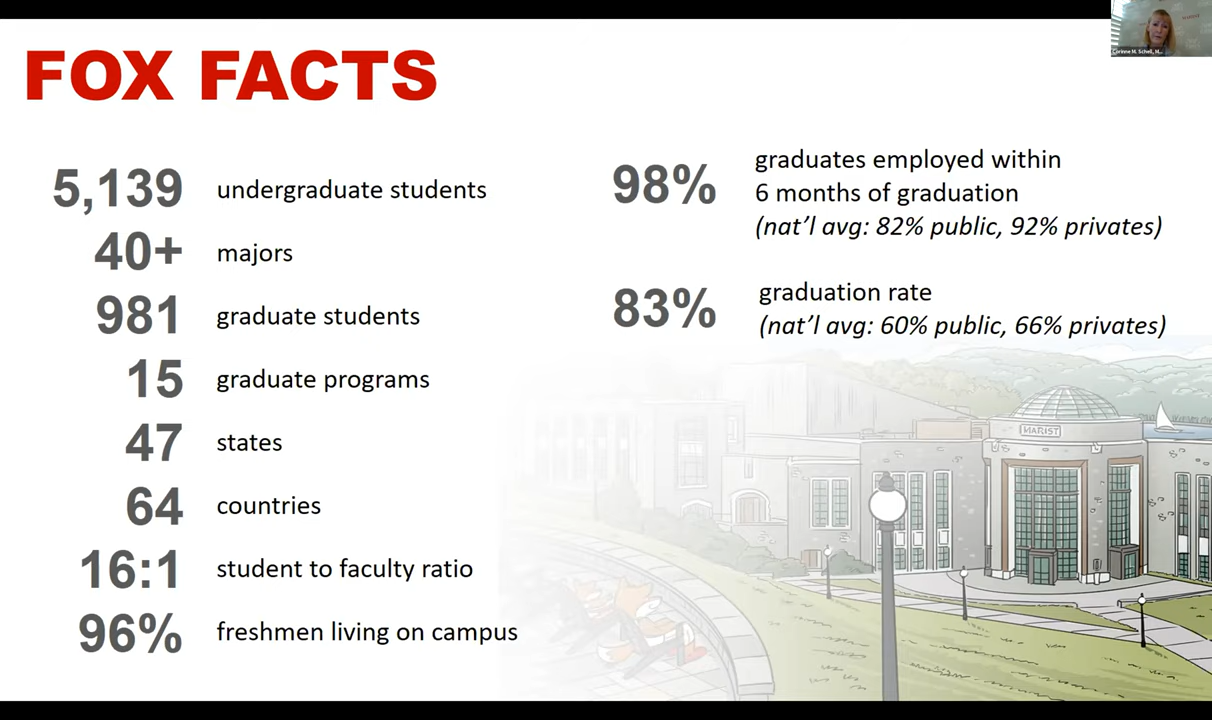 FOX FACTS
5,139 undergraduate students
40+ majors
981 graduate students
15 graduate programs
47 states
64 countries
16:1 student to faculty ratio
96% freshmen living on campus
98% graduates employed within
6 months of graduation
(nat'l avg: 82% public, 92% privates)
83% graduation rate
(nat'l avg: 60% public, 66% privates)
MARIST
Corinne M. Schell, M...